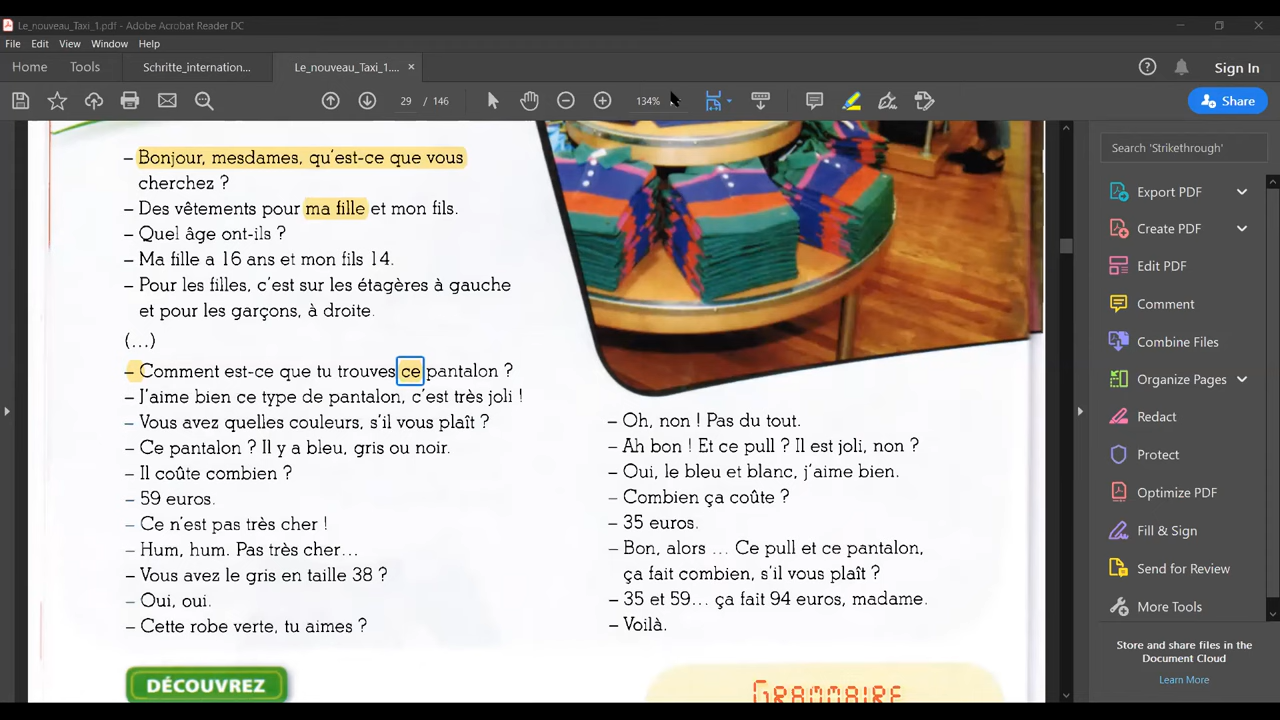 Le_nouveau_Taxi_1.pdf - Adobe Acrobat Reader DC
File Edit View Window Help
Home Tools Schritte_internation... Le_nouveau_Taxi_1.... ×
Sign In
29 / 146 134% Share
– Bonjour, mesdames, qu'est-ce que vous
cherchez ?
– Des vêtements pour ma fille et mon fils.
– Quel âge ont-ils ?
– Ma fille a 16 ans et mon fils 14.
– Pour les filles, c'est sur les étagères à gauche
et pour les garçons, à droite.
(...)
– Comment est-ce que tu trouves ce pantalon ?
– J'aime bien ce type de pantalon, c'est très joli !
– Vous avez quelles couleurs, s'il vous plaît ?
– Ce pantalon ? Il y a bleu, gris ou noir.
– Il coûte combien ?
– 59 euros.
– Ce n'est pas très cher !
– Hum, hum. Pas très cher...
– Vous avez le gris en taille 38 ?
– Oui, oui.
– Cette robe verte, tu aimes ?
– Oh, non ! Pas du tout.
– Ah bon ! Et ce pull ? Il est joli, non ?
– Oui, le bleu et blanc, j'aime bien.
– Combien ça coûte ?
– 35 euros.
– Bon, alors ... Ce pull et ce pantalon,
ça fait combien, s'il vous plaît ?
– 35 et 59... ça fait 94 euros, madame.
– Voilà.
DÉCOUVREZ
GRAMMAIRE
Search 'Strikethrough'
Export PDF
Create PDF
Edit PDF
Comment
Combine Files
Organize Pages
Redact
Protect
Optimize PDF
Fill & Sign
Send for Review
More Tools
Store and share files in the
Document Cloud
Learn More